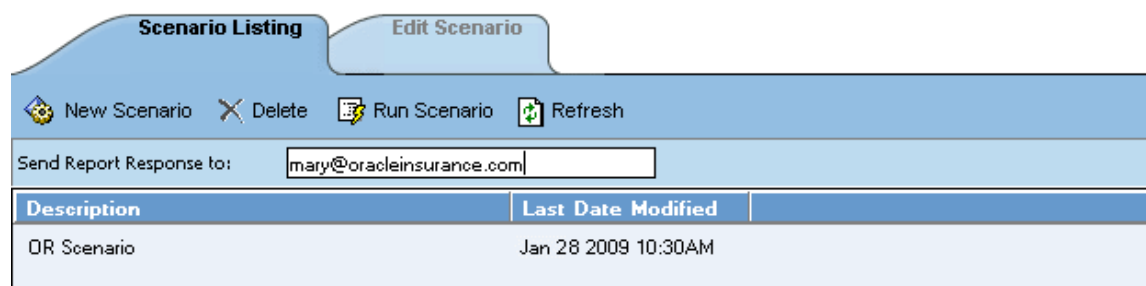 Scenario Listing Edit Scenario
New Scenario Delete Run Scenario Refresh
Send Report Response to: mary@oracleinsurance.com
Description Last Date Modified
OR Scenario Jan 28 2009 10:30AM